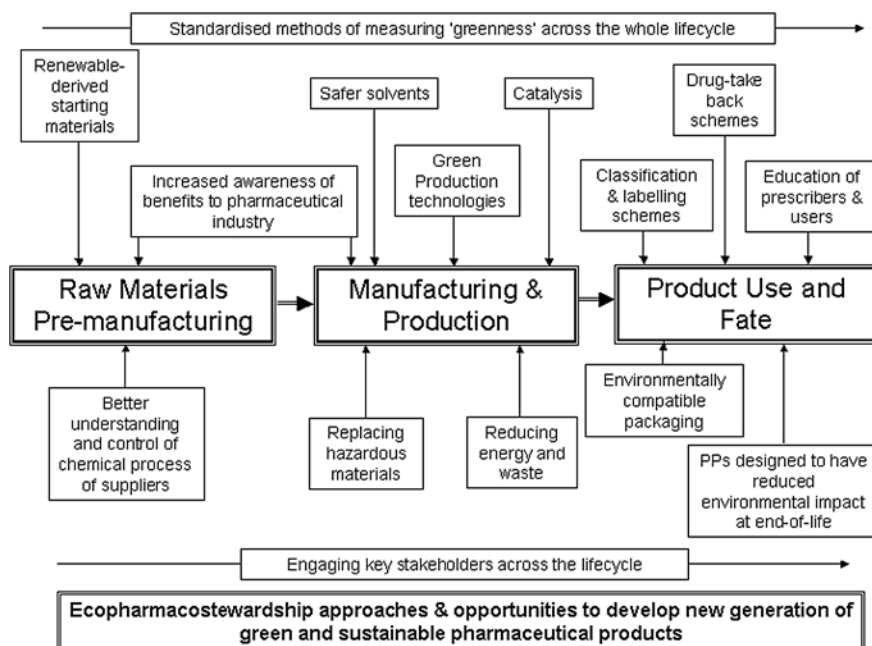 Standardised methods of measuring 'greenness' across the whole lifecycle
Renewable-
derived
starting
materials
Safer solvents
Catalysis
Drug-take
back
schemes
Increased awareness of
benefits to pharmaceutical
industry
Green
Production
technologies
Classification
& labelling
schemes
Education of
prescribers &
users
Raw Materials
Pre-manufacturing
Manufacturing &
Production
Product Use and
Fate
Better
understanding
and control of
chemical process
of suppliers
Replacing
hazardous
materials
Reducing
energy and
waste
Environmentally
compatible
packaging
PPs designed to have
reduced
environmental impact
at end-of-life
Engaging key stakeholders across the lifecycle
Ecopharmacostewardship approaches & opportunities to develop new generation of
green and sustainable pharmaceutical products